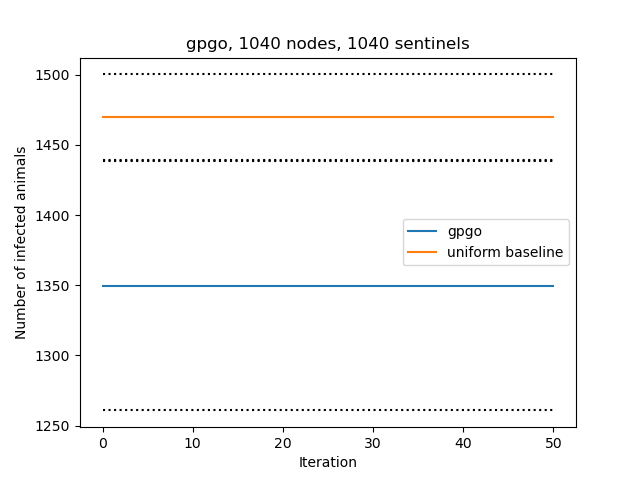 gpgo, 1040 nodes, 1040 sentinels
1500
1450
1400
1350
1300
1250
Number of infected animals
gpgo
uniform baseline
0 10 20 30 40 50
Iteration